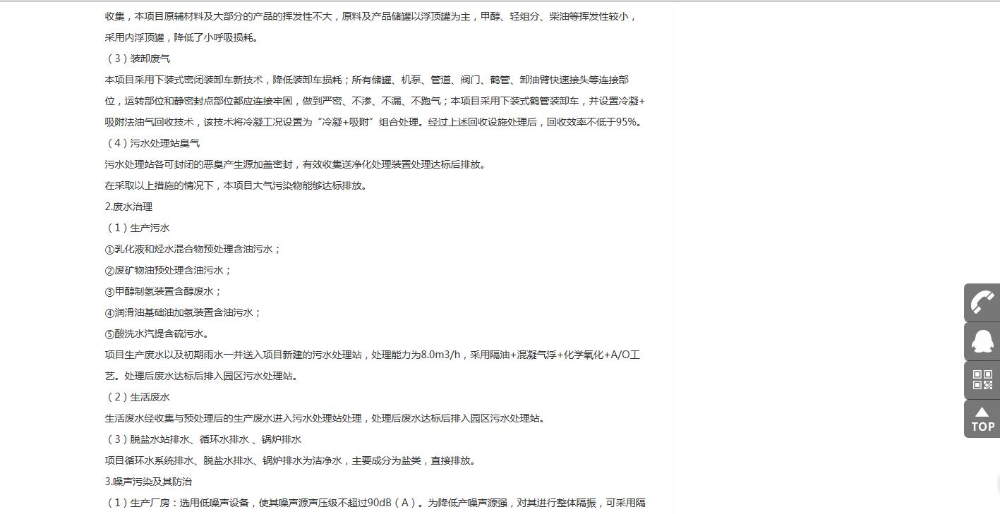 收集，本项目原辅材料及大部分的产品的挥发性不大，原料及产品储罐以浮顶罐为主，甲醇、轻组分、柴油等挥发性较小，
采用内浮顶罐，降低了小呼吸损耗。
（3）装卸废气
本项目采用下装式密闭装卸车新技术，降低装卸车损耗；所有储罐、机泵、管道、阀门、鹤管、卸油臂快速接头等连接部
位，运转部位和静密封点部位都应连接牢固，做到严密、不渗、不漏、不跑气；本项目采用下装式鹤管装卸车，并设置冷凝+
吸附法油气回收技术，该技术将冷凝工况设置为“冷凝+吸附”组合处理。经过上述回收设施处理后，回收效率不低于95%。
（4）污水处理站臭气
污水处理站各可封闭的恶臭产生源加盖密封，有效收集送净化处理装置处理达标后排放。
在采取以上措施的情况下，本项目大气污染物能够达标排放。
2.废水治理
（1）生产污水
①乳化液和烃水混合物预处理含油污水；
②废矿物油预处理含油污水；
③甲醇制氢装置含醇废水；
④润滑油基础油加氢装置含油污水；
⑤酸洗水汽提含硫污水。
项目生产废水以及初期雨水一并送入项目新建的污水处理站，处理能力为8.0m3/h，采用隔油+混凝气浮+化学氧化+A/O工
艺。处理后废水达标后排入园区污水处理站。
（2）生活废水
生活废水经收集与预处理后的生产废水进入污水处理站处理，处理后废水达标后排入园区污水处理站。
（3）脱盐水站排水、循环水排水 、锅炉排水
项目循环水系统排水、脱盐水排水、锅炉排水为洁净水，主要成分为盐类，直接排放。
3.噪声污染及其防治
（1）生产厂房：选用低噪声设备，使其噪声源声压级不超过90dB（A）。为降低产噪声源强，对其进行整体隔振，可采用隔
TOP